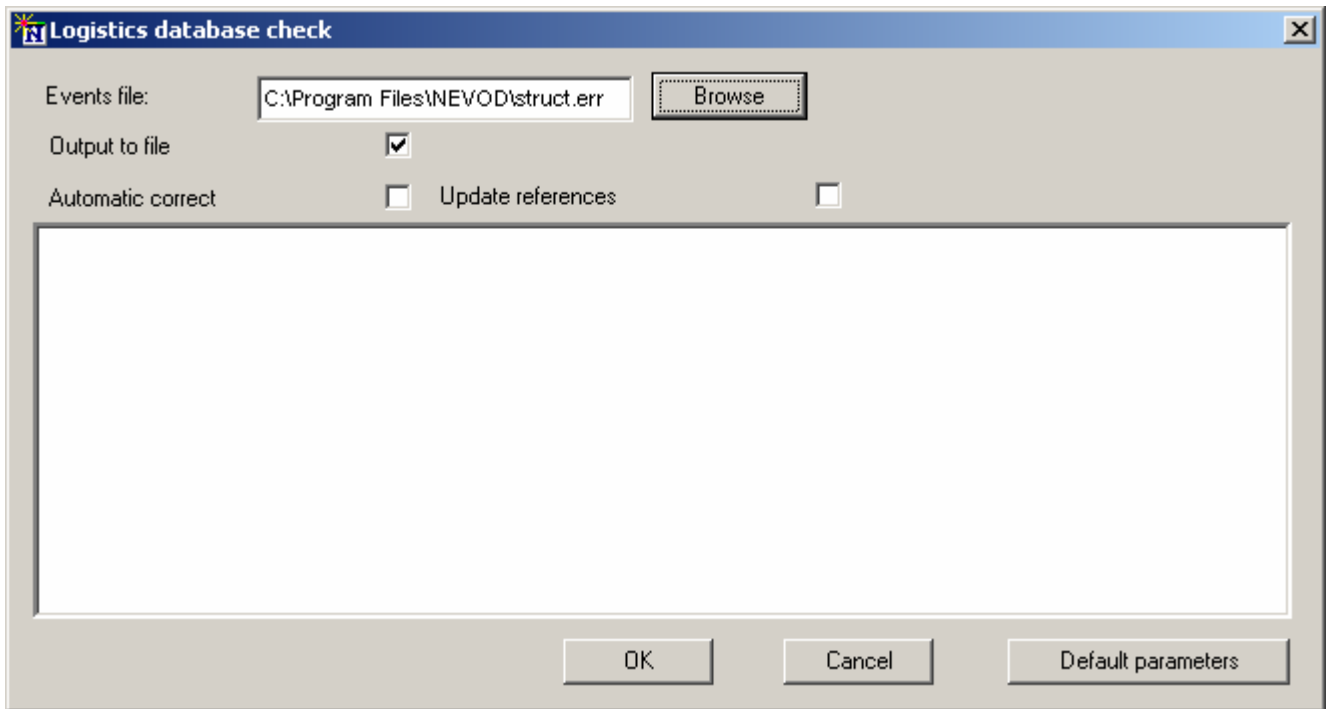 Logistics database check
Events file: C:\Program Files\NEVOD\struct.err Browse
Output to file
Automatic correct Update references
OK Cancel Default parameters